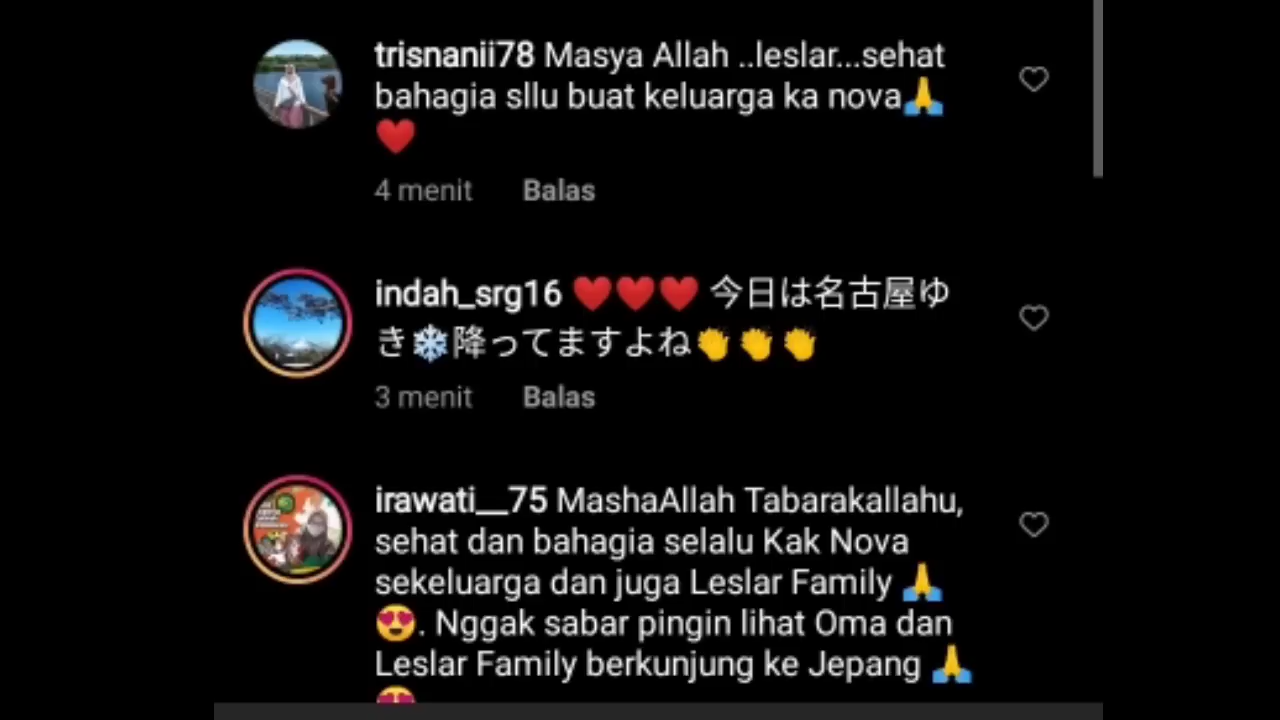 trisnanii78 Masya Allah ..leslar...sehat
bahagia sllu buat keluarga ka nova🙏
❤️
4 menit Balas
indah_srg16 ❤️❤️❤️ 今日は名古屋ゆ
き❄️降ってますよね👏👏👏
3 menit Balas
irawati__75 MashaAllah Tabarakallahu,
sehat dan bahagia selalu Kak Nova
sekeluarga dan juga Leslar Family 🙏
😍. Nggak sabar pingin lihat Oma dan
Leslar Family berkunjung ke Jepang 🙏
😍